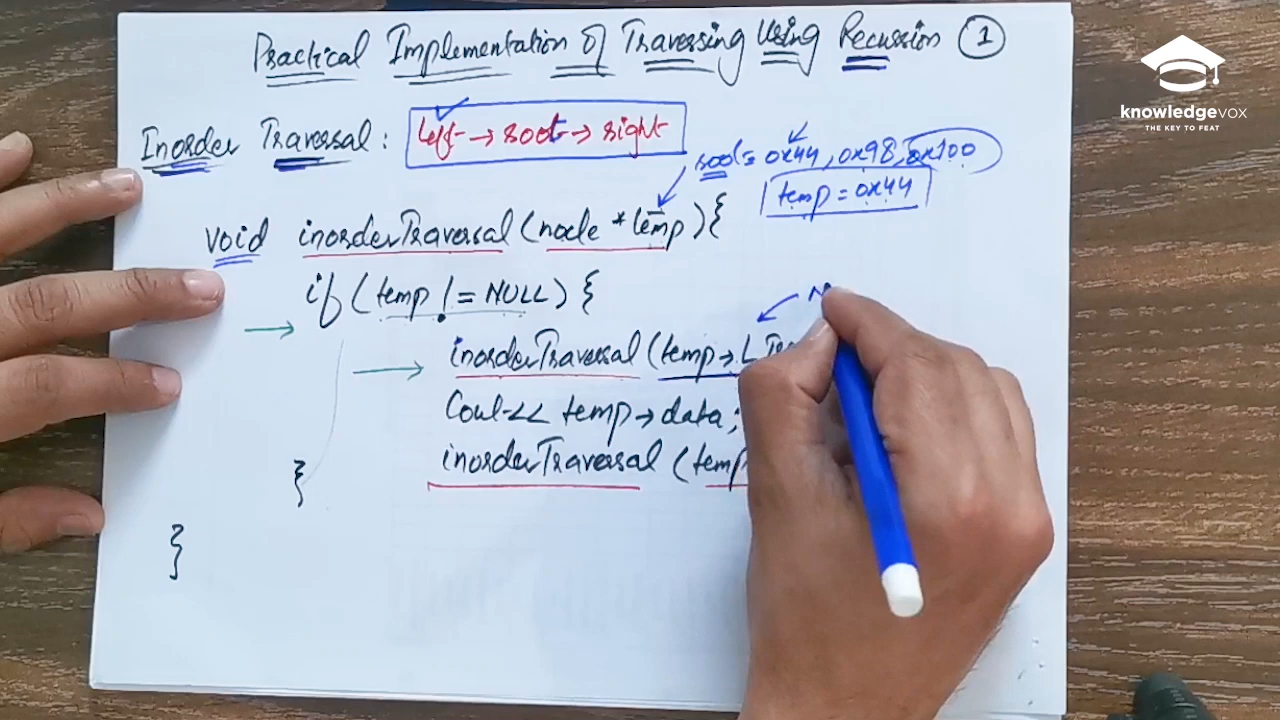 Practical Implementation of Traversing Using Recussion 1
knowledgevox
THE KEY TO FEAT
Inorder Traversal: left → root → right
root = 0x44, 0x98, 0x100
temp = 0x44
void inorderTraversal (node *temp){
if (temp != NULL) {
inorderTraversal (temp→L
Cout<< temp→data;
inorderTraversal (temp
}
}